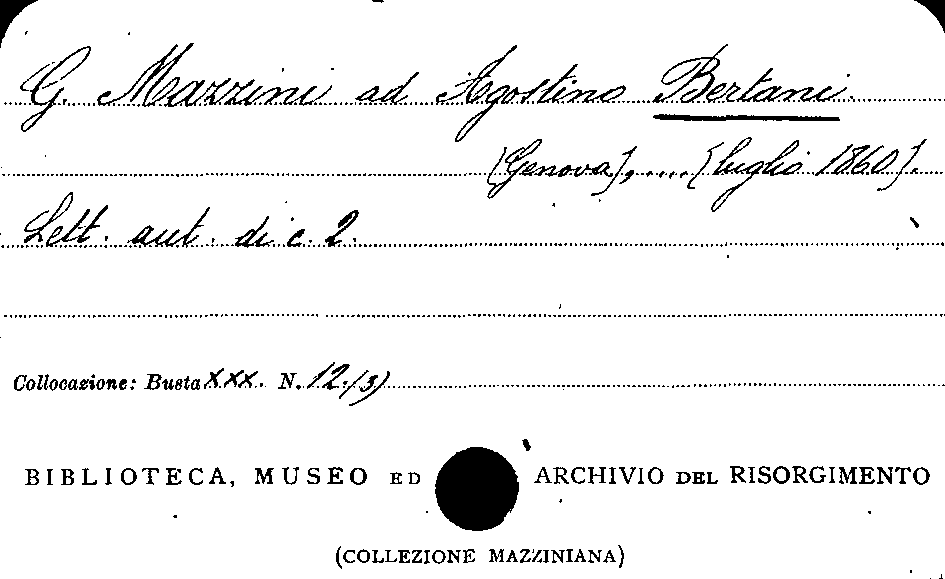 G. Mazzini ad Agostino Bertani.
[Genova], .... [luglio 1860].
Lett. aut. di c. 2.
Collocazione: Busta XXX. N. 12./3)
BIBLIOTECA, MUSEO ED ARCHIVIO DEL RISORGIMENTO
(COLLEZIONE MAZZINIANA)